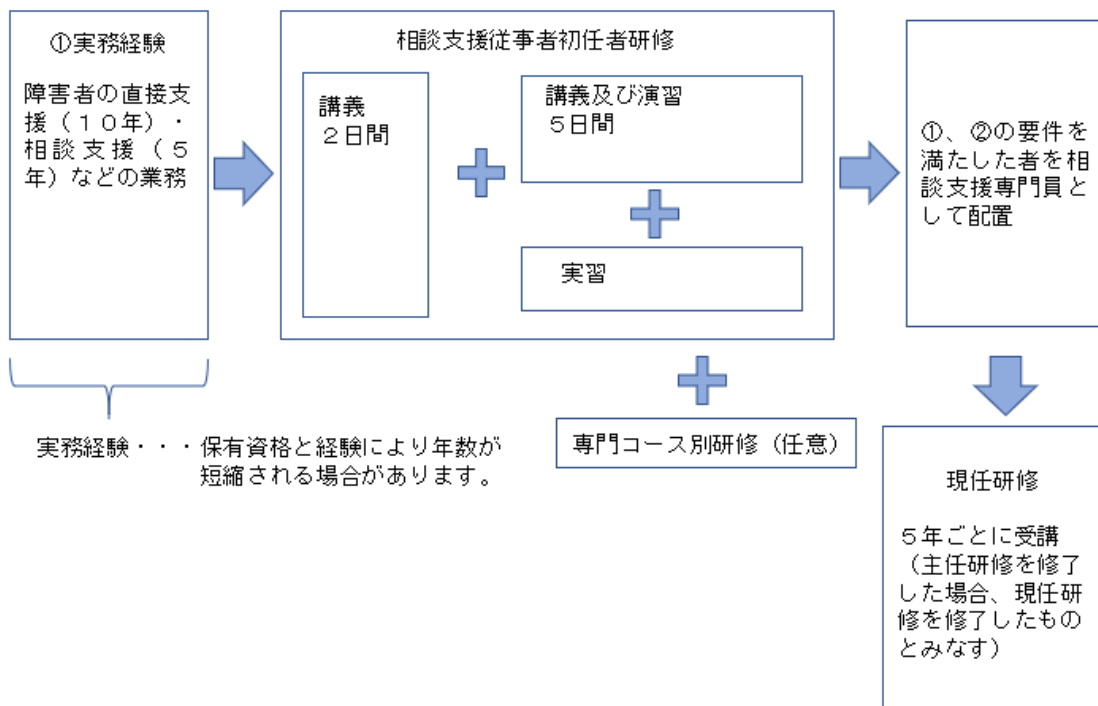 ①実務経験
障害者の直接支
援（１０年）・
相談支援（５
年）などの業務
相談支援従事者初任者研修
講義
２日間
講義及び演習
５日間
実習
①、②の要件を
満たした者を相
談支援専門員と
して配置
実務経験・・・保有資格と経験により年数が
短縮される場合があります。
専門コース別研修（任意）
現任研修
５年ごとに受講
（主任研修を修了
した場合、現任研
修を修了したもの
とみなす）